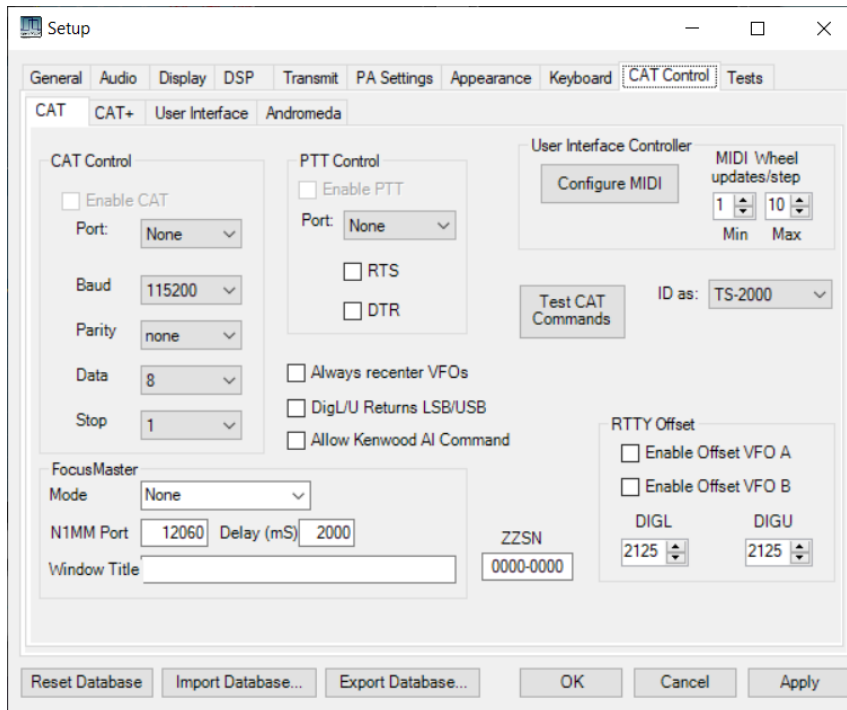 Setup
General Audio Display DSP Transmit PA Settings Appearance Keyboard CAT Control Tests
CAT CAT+ User Interface Andromeda
CAT Control
Enable CAT
Port: None
Baud 115200
Parity none
Data 8
Stop 1
PTT Control
Enable PTT
Port: None
RTS
DTR
User Interface Controller
Configure MIDI
MIDI Wheel
updates/step
1 10
Min Max
Test CAT
Commands
ID as: TS-2000
Always recenter VFOs
DigL/U Returns LSB/USB
Allow Kenwood AI Command
FocusMaster
Mode None
N1MM Port 12060 Delay (mS) 2000
Window Title
ZZSN
0000-0000
RTTY Offset
Enable Offset VFO A
Enable Offset VFO B
DIGL DIGU
2125 2125
Reset Database Import Database... Export Database... OK Cancel Apply